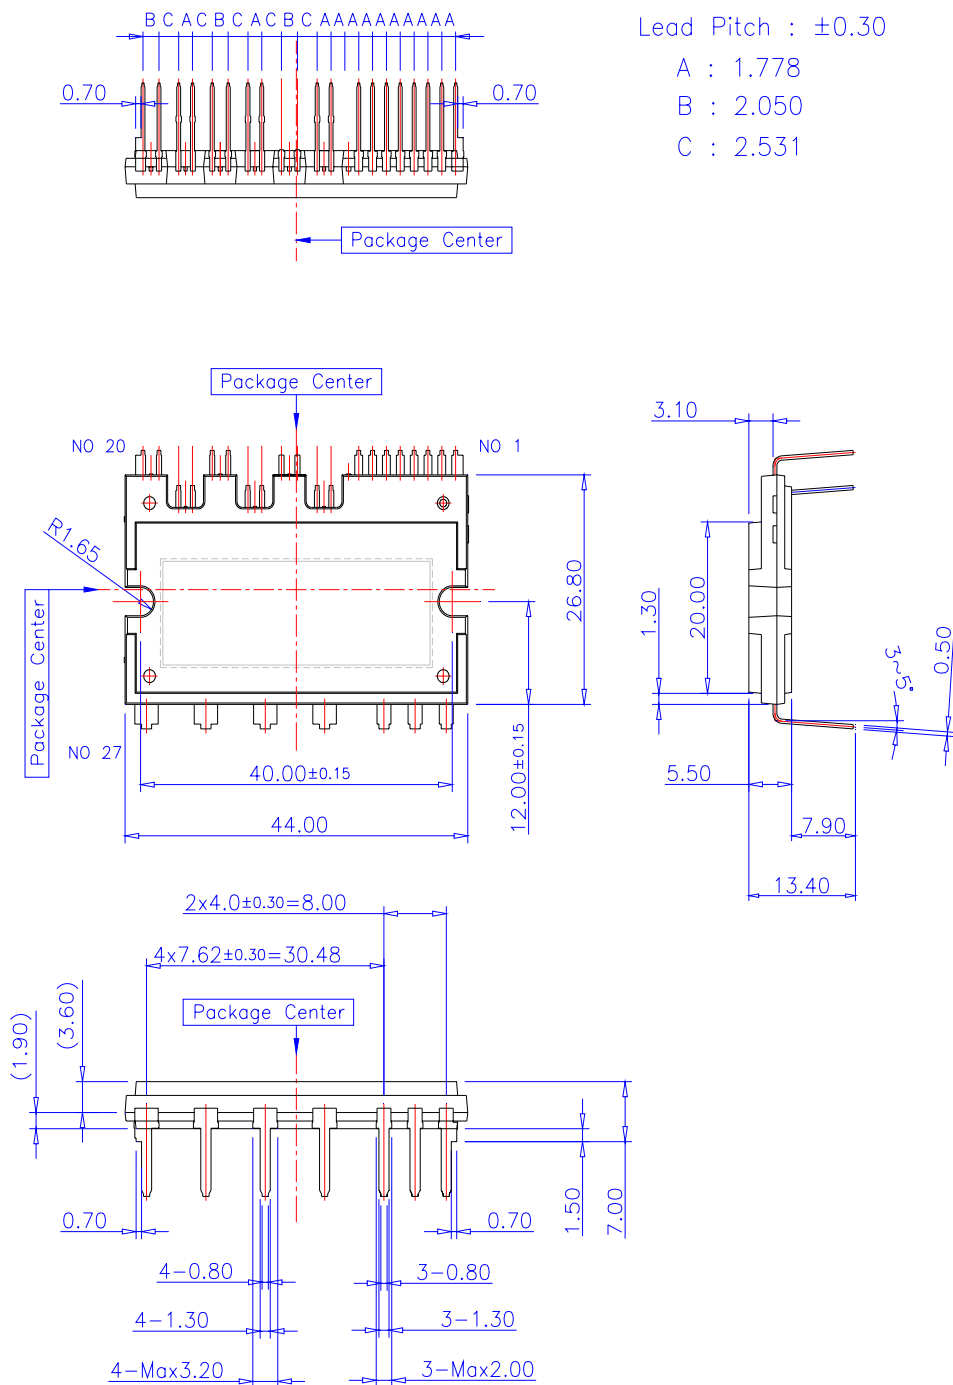 B C A C B C A C B C A A A A A A A A A A A
Lead Pitch : ±0.30
A : 1.778
B : 2.050
C : 2.531
0.70
0.70
Package Center
Package Center
NO 20
NO 1
3.10
R1.65
Package Center
26.80
1.30
20.00
3~5°
0.50
NO 27
40.00±0.15
12.00±0.15
5.50
44.00
7.90
13.40
2x4.0±0.30=8.00
4x7.62±0.30=30.48
Package Center
(1.90)
(3.60)
0.70
0.70
1.50
7.00
4-0.80
3-0.80
4-1.30
3-1.30
4-Max3.20
3-Max2.00